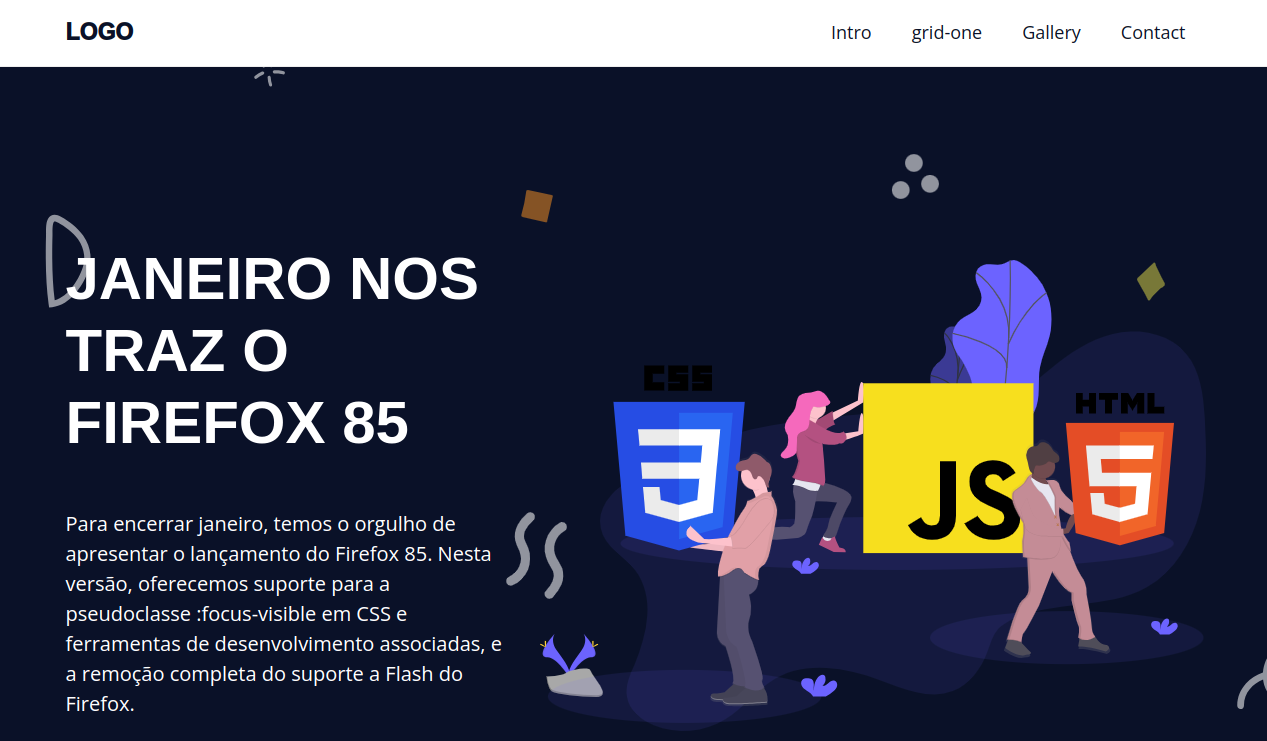 LOGO
Intro grid-one Gallery Contact
JANEIRO NOS
TRAZ O
FIREFOX 85
Para encerrar janeiro, temos o orgulho de
apresentar o lançamento do Firefox 85. Nesta
versão, oferecemos suporte para a
pseudoclasse :focus-visible em CSS e
ferramentas de desenvolvimento associadas, e
a remoção completa do suporte a Flash do
Firefox.
CSS
3
JS
HTML
5